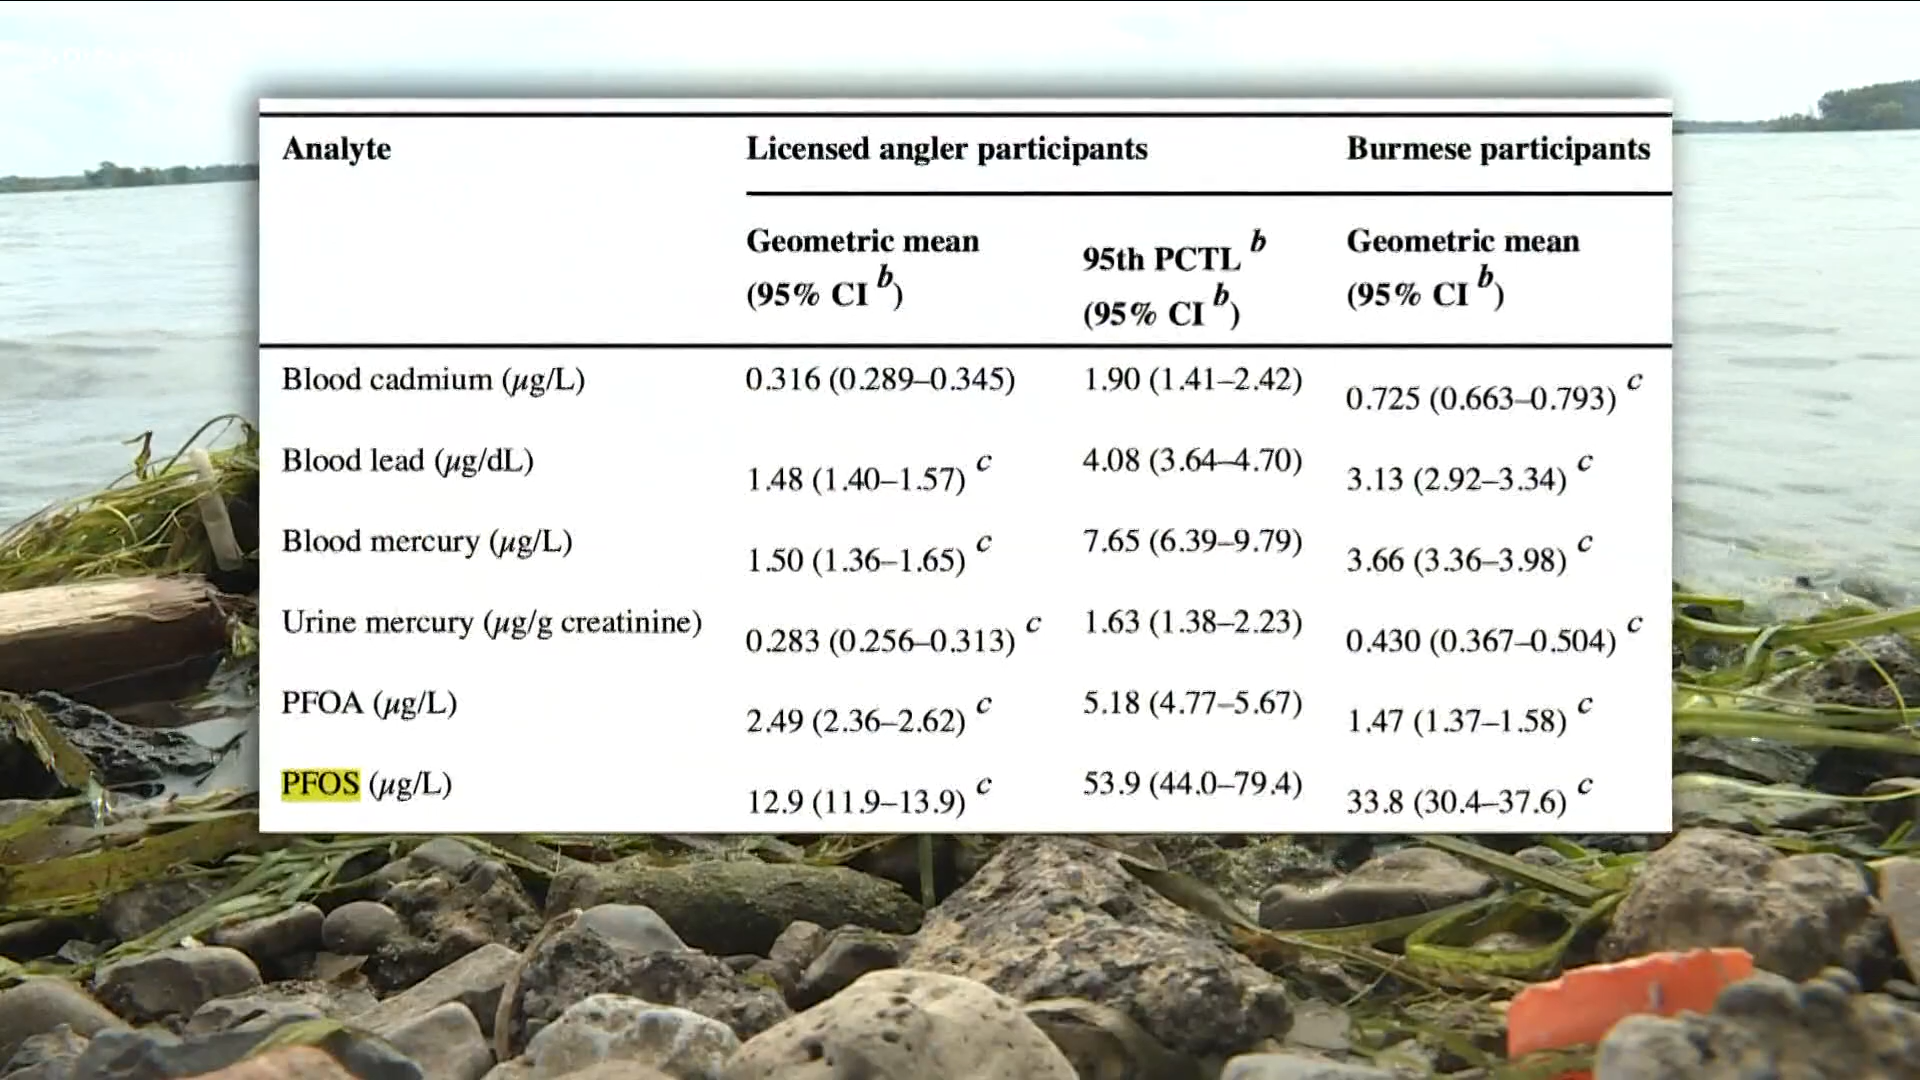 Analyte Licensed angler participants Burmese participants
Geometric mean 95th PCTL b Geometric mean
(95% CI b) (95% CI b) (95% CI b)
Blood cadmium (µg/L) 0.316 (0.289–0.345) 1.90 (1.41–2.42) 0.725 (0.663–0.793) c
Blood lead (µg/dL) 1.48 (1.40–1.57) c 4.08 (3.64–4.70) 3.13 (2.92–3.34) c
Blood mercury (µg/L) 1.50 (1.36–1.65) c 7.65 (6.39–9.79) 3.66 (3.36–3.98) c
Urine mercury (µg/g creatinine) 0.283 (0.256–0.313) c 1.63 (1.38–2.23) 0.430 (0.367–0.504) c
PFOA (µg/L) 2.49 (2.36–2.62) c 5.18 (4.77–5.67) 1.47 (1.37–1.58) c
PFOS (µg/L) 12.9 (11.9–13.9) c 53.9 (44.0–79.4) 33.8 (30.4–37.6) c